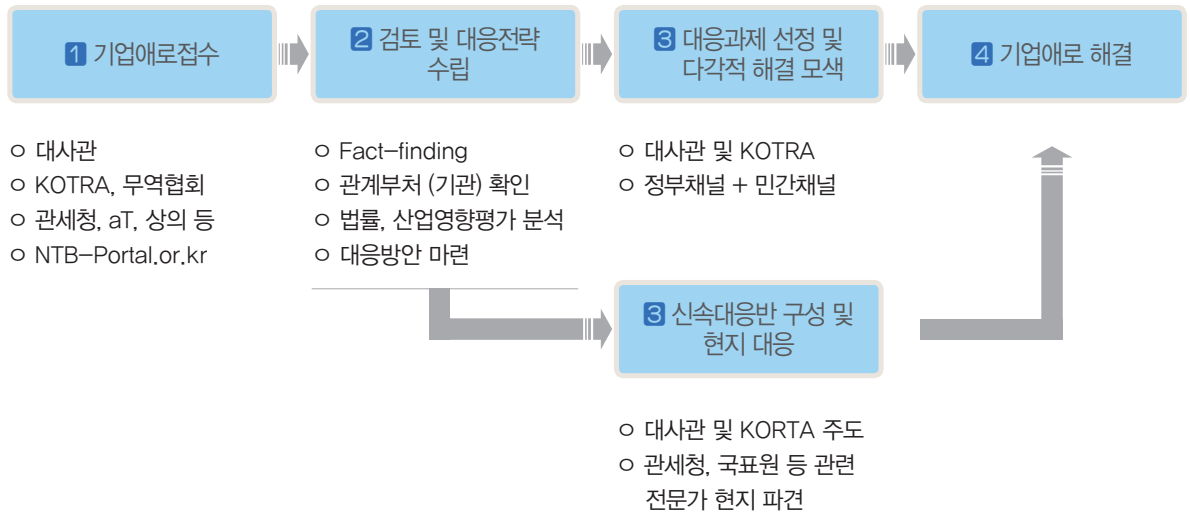 1 기업애로접수
2 검토 및 대응전략
수립
3 대응과제 선정 및
다각적 해결 모색
4 기업애로 해결
ㅇ 대사관
ㅇ KOTRA, 무역협회
ㅇ 관세청, aT, 상의 등
ㅇ NTB-Portal.or.kr
ㅇ Fact-finding
ㅇ 관계부처 (기관) 확인
ㅇ 법률, 산업영향평가 분석
ㅇ 대응방안 마련
ㅇ 대사관 및 KOTRA
ㅇ 정부채널 + 민간채널
3 신속대응반 구성 및
현지 대응
ㅇ 대사관 및 KORTA 주도
ㅇ 관세청, 국표원 등 관련
전문가 현지 파견